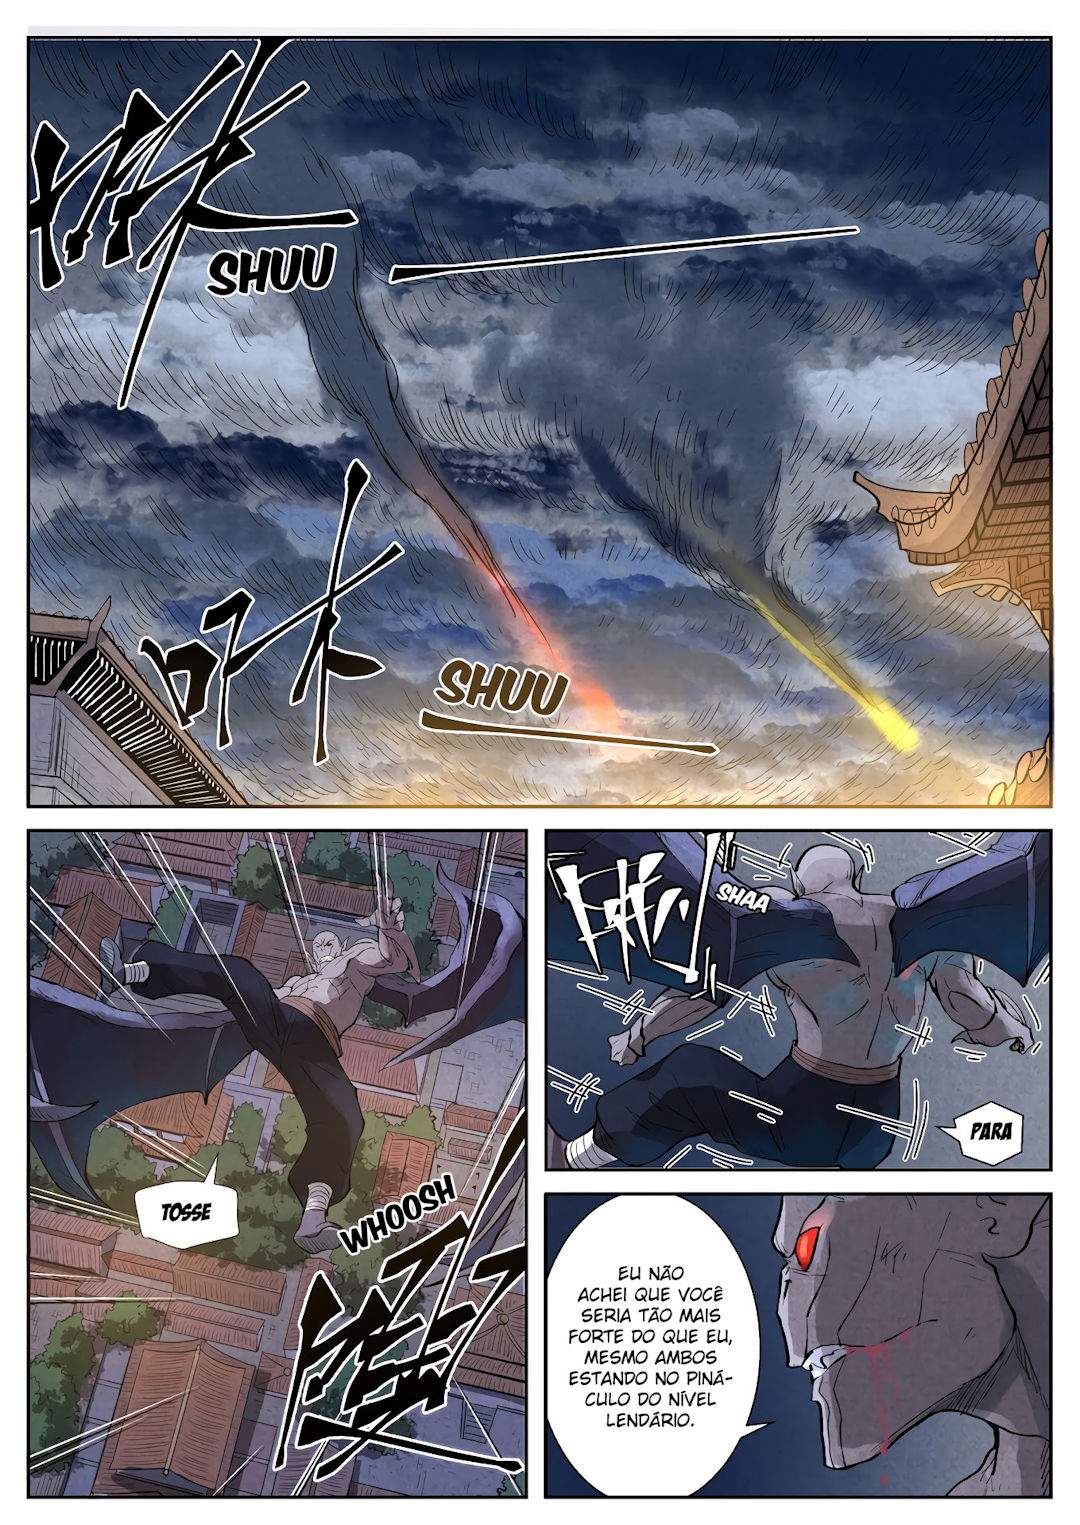 SHUU
SHUU
TOSSE
WHOOSH
SHAA
PARA
EU NÃO
ACHEI QUE VOCÊ
SERIA TÃO MAIS
FORTE DO QUE EU,
MESMO AMBOS
ESTANDO NO PINÁ-
CULO DO NÍVEL
LENDÁRIO.